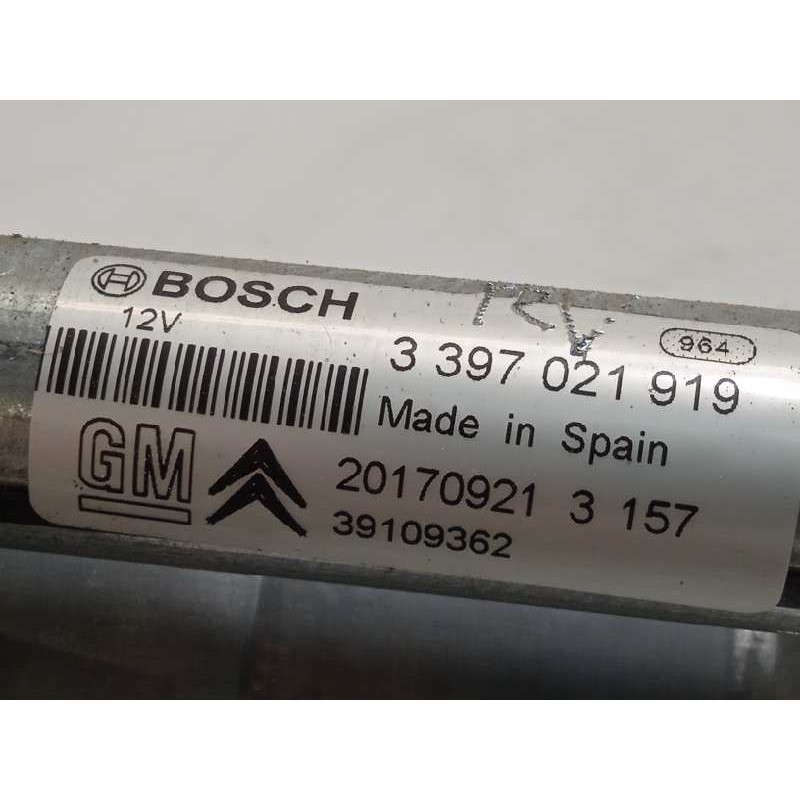 BOSCH
12V
964
3 397 021 919
Made in Spain
GM
20170921 3 157
39109362